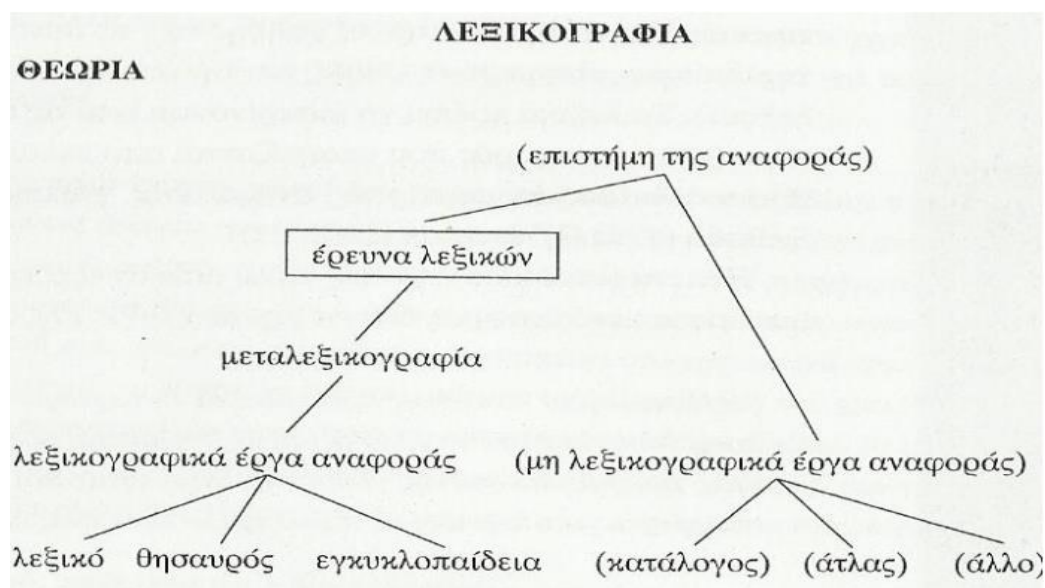 ΛΕΞΙΚΟΓΡΑΦΙΑ
ΘΕΩΡΙΑ
(επιστήμη της αναφοράς)
έρευνα λεξικών
μεταλεξικογραφία
λεξικογραφικά έργα αναφοράς (μη λεξικογραφικά έργα αναφοράς)
λεξικό θησαυρός εγκυκλοπαίδεια (κατάλογος) (άτλας) (άλλο)